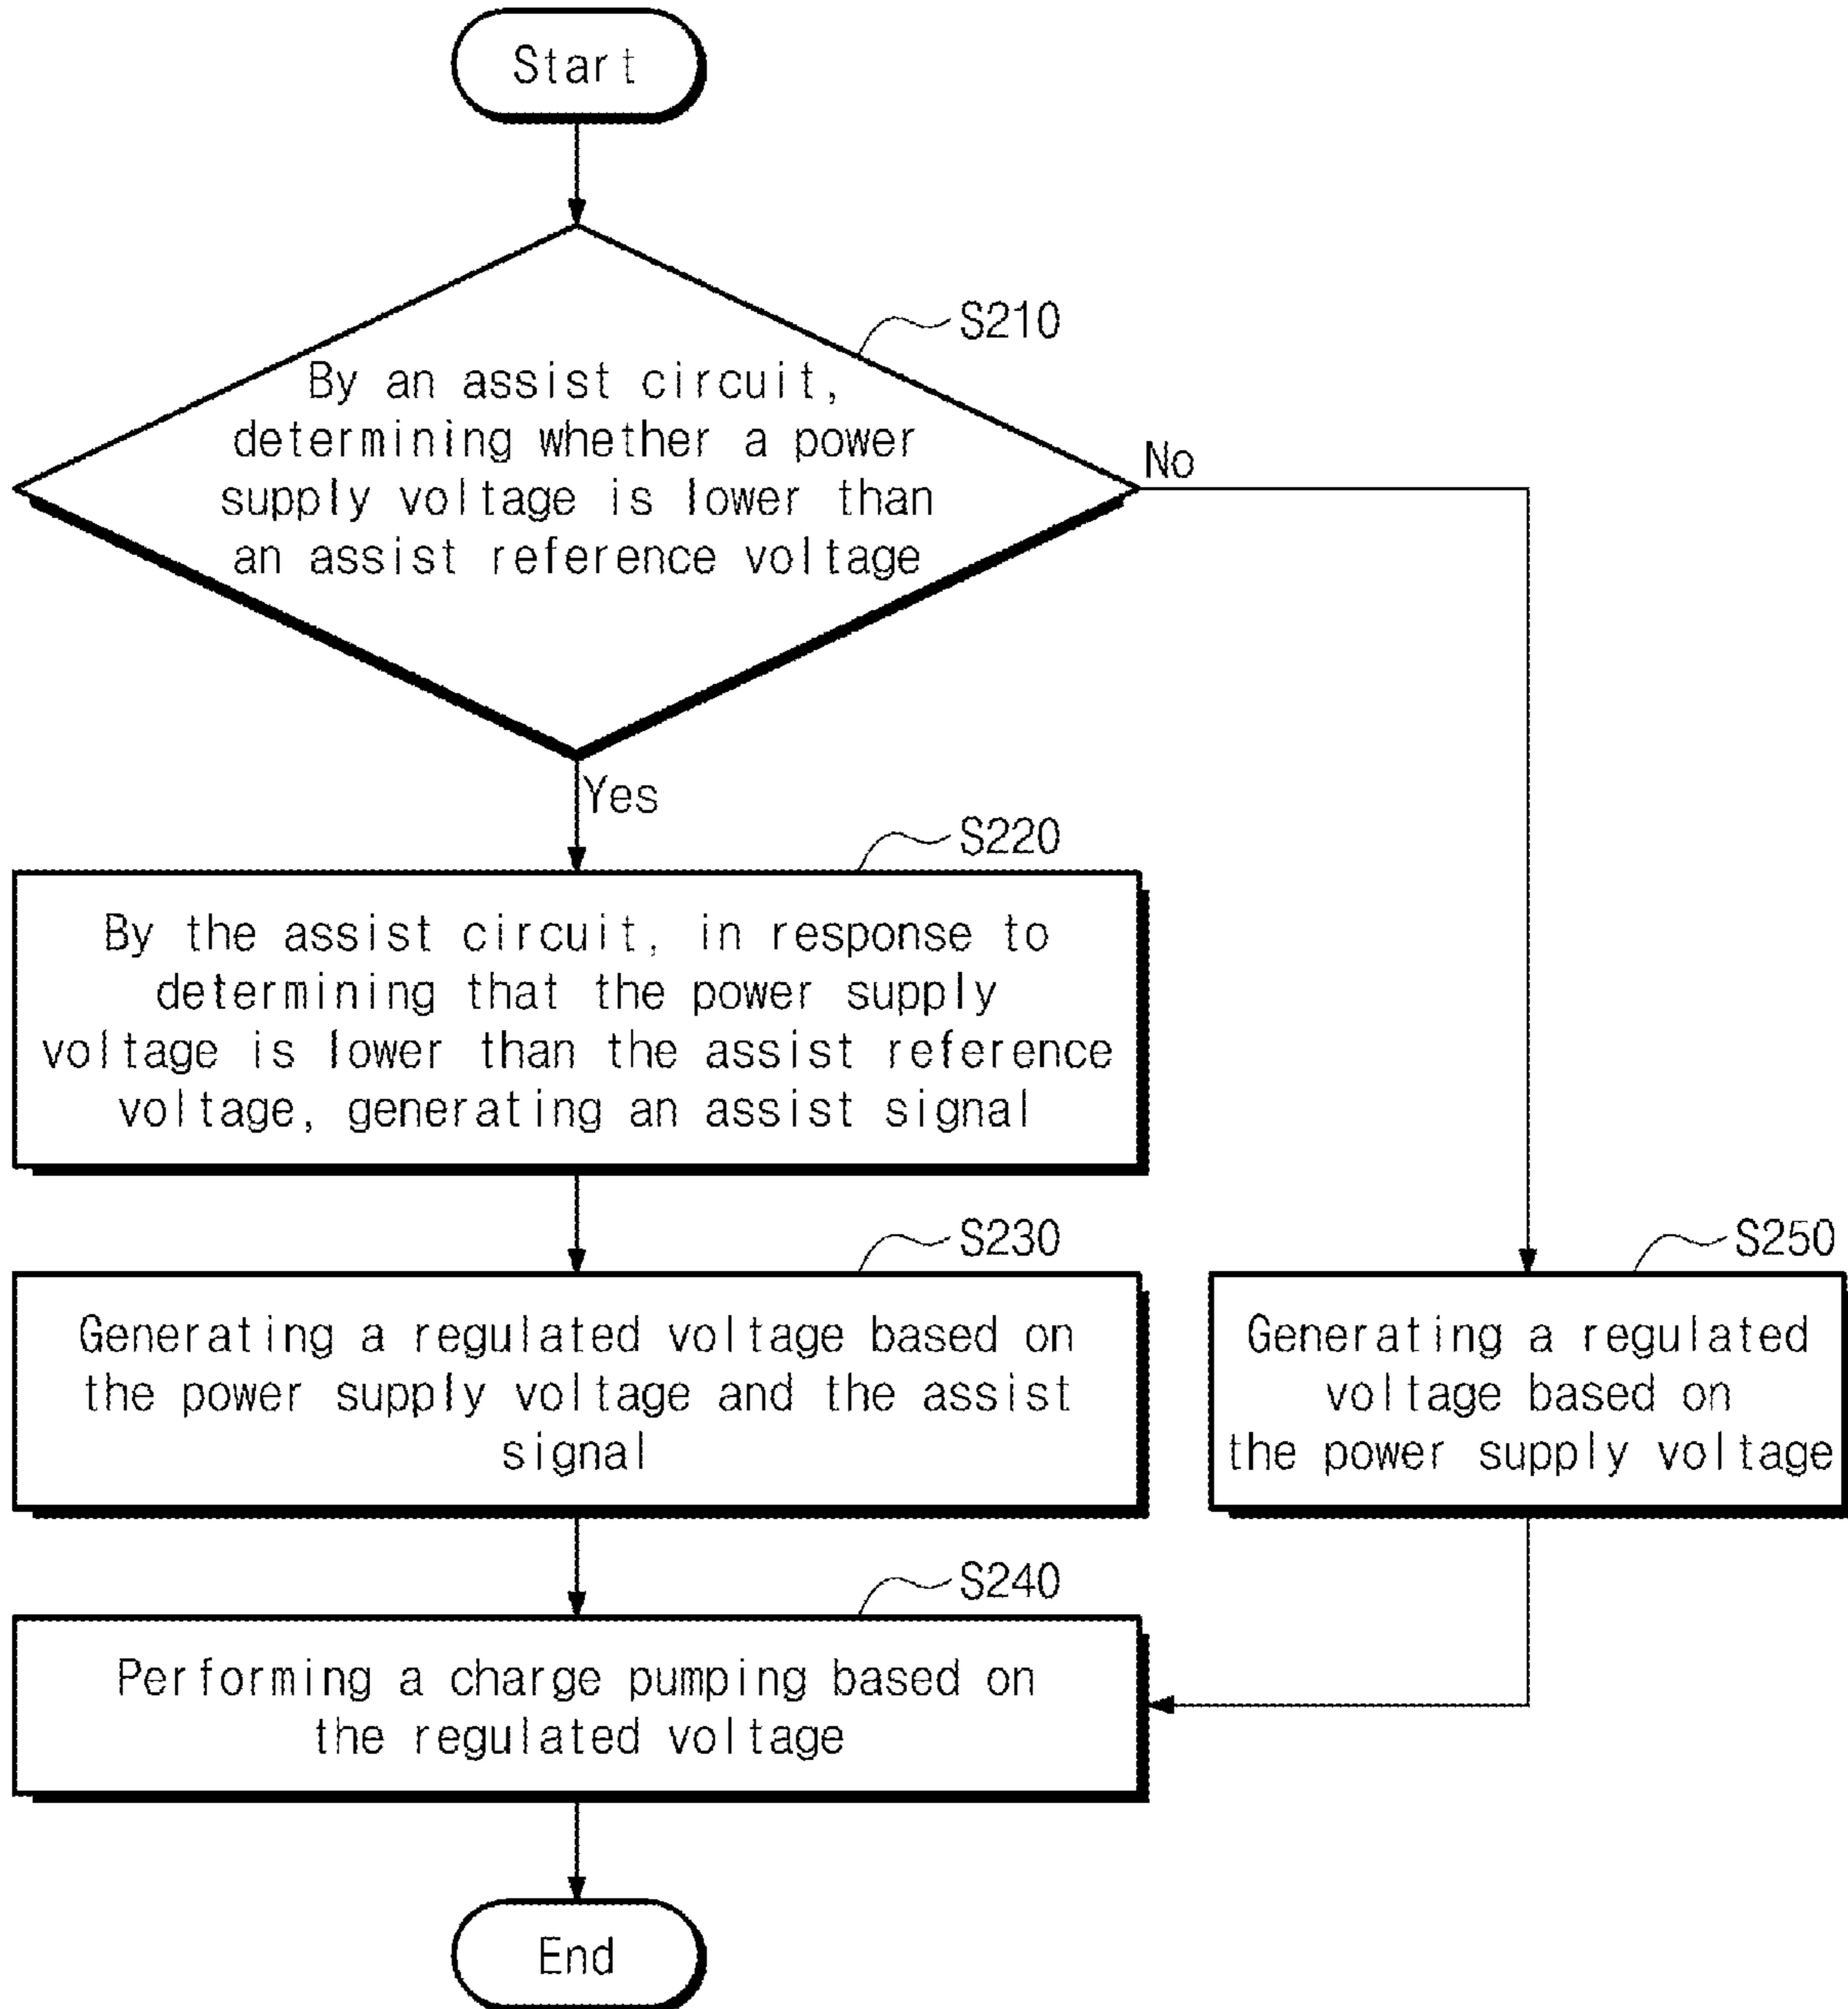 Start
S210
By an assist circuit,
determining whether a power
supply voltage is lower than
an assist reference voltage
No
Yes
S220
By the assist circuit, in response to
determining that the power supply
voltage is lower than the assist reference
voltage, generating an assist signal
S230
Generating a regulated voltage based on
the power supply voltage and the assist
signal
S250
Generating a regulated
voltage based on
the power supply voltage
S240
Performing a charge pumping based on
the regulated voltage
End